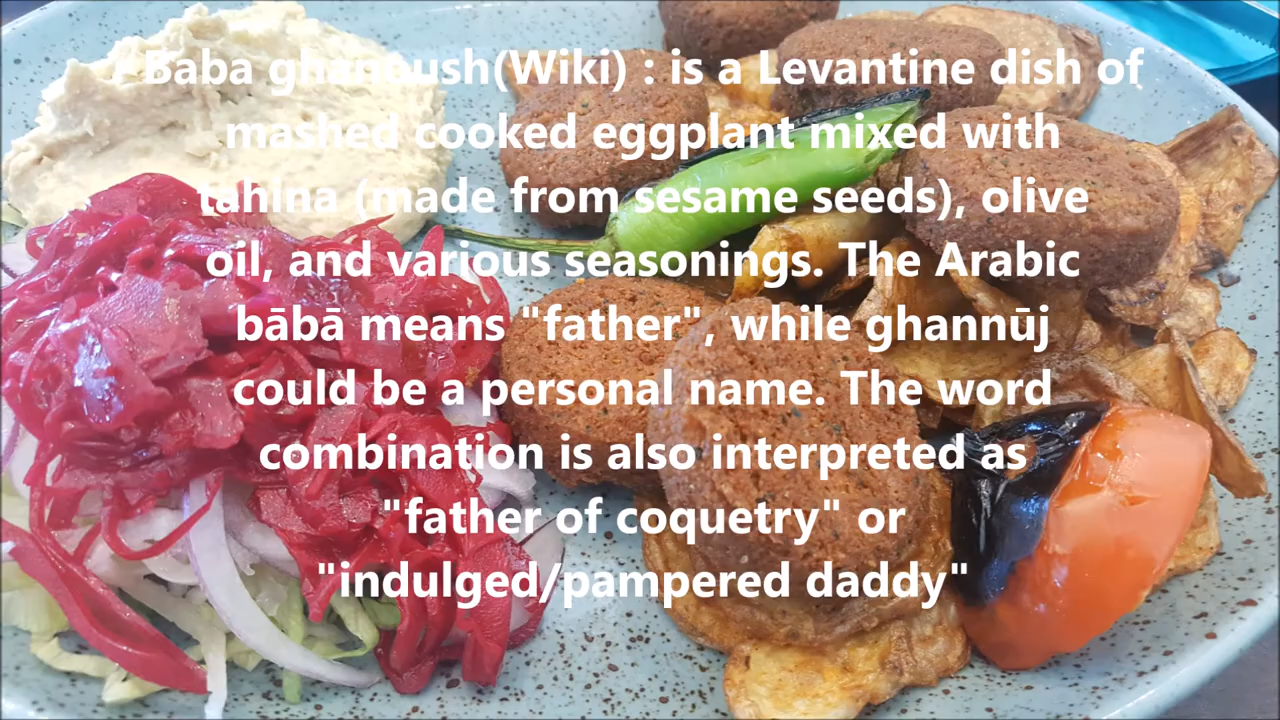 Baba ghanoush(Wiki) : is a Levantine dish of
mashed cooked eggplant mixed with
tahina (made from sesame seeds), olive
oil, and various seasonings. The Arabic
bābā means "father", while ghannūj
could be a personal name. The word
combination is also interpreted as
"father of coquetry" or
"indulged/pampered daddy"